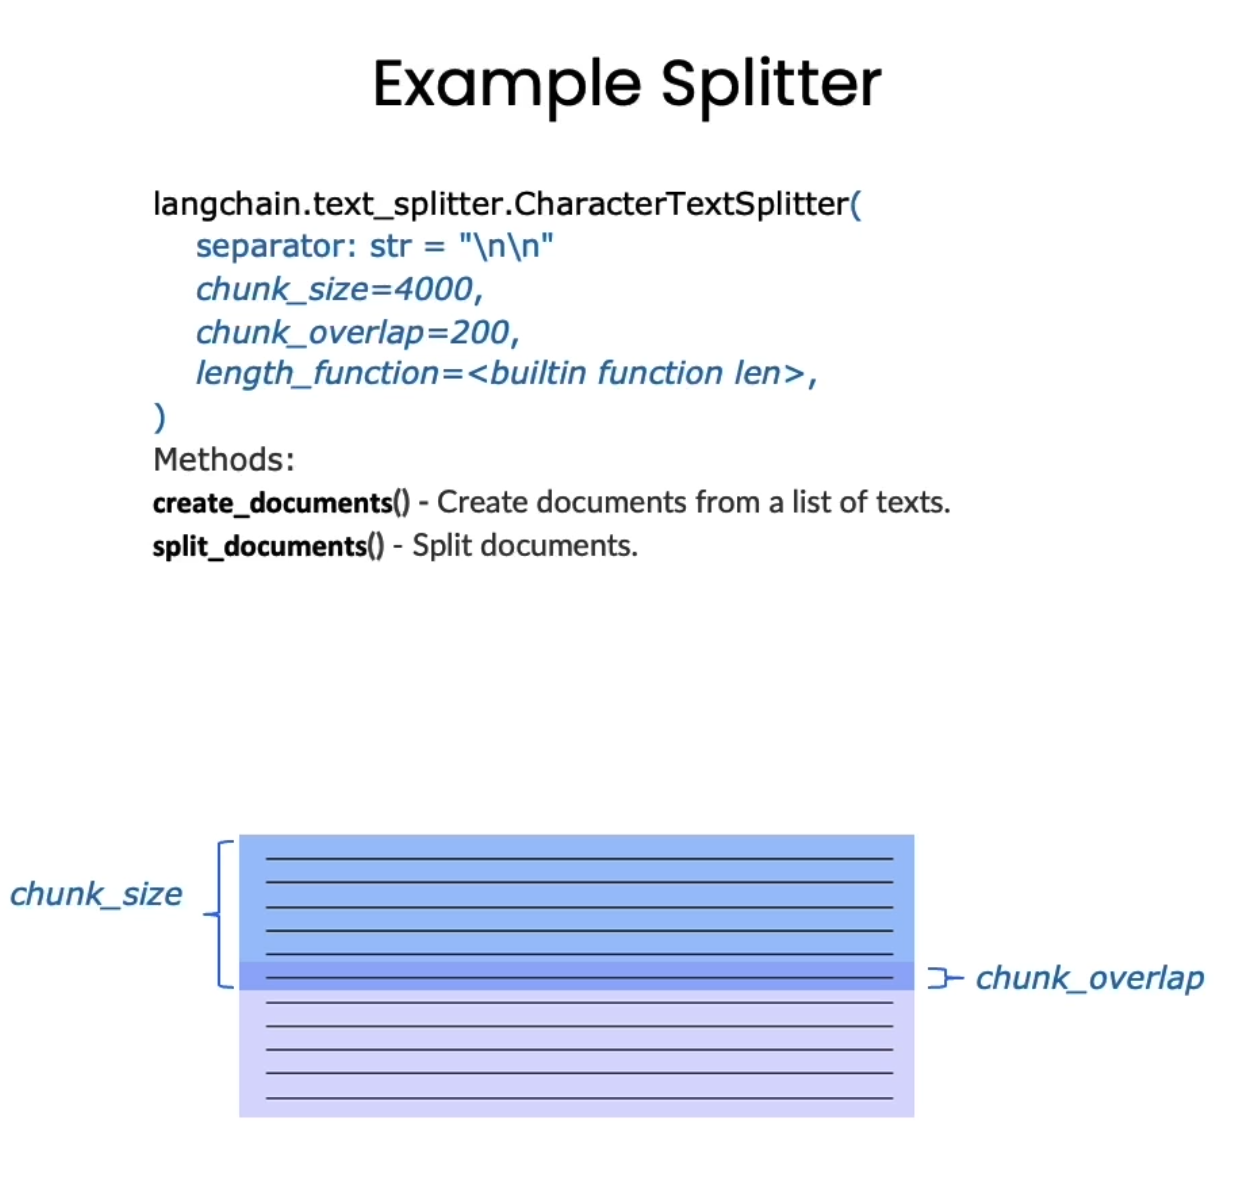 Example Splitter
langchain.text_splitter.CharacterTextSplitter(
separator: str = "\n\n"
chunk_size=4000,
chunk_overlap=200,
length_function=<builtin function len>,
)
Methods:
create_documents() - Create documents from a list of texts.
split_documents() - Split documents.
chunk_size
chunk_overlap